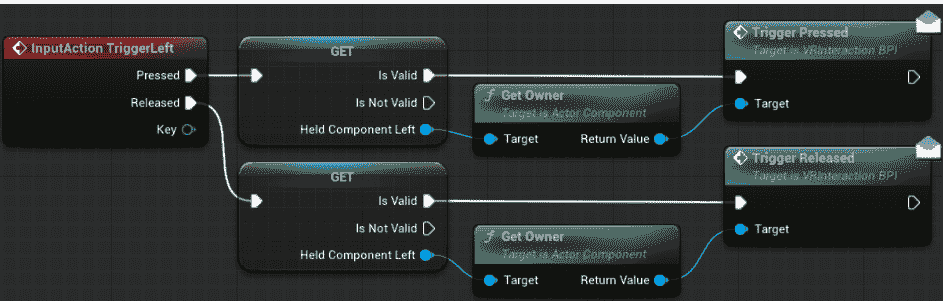 InputAction TriggerLeft
Pressed
Released
Key
GET
Is Valid
Is Not Valid
Held Component Left
f Get Owner
Target is Actor Component
Target
Return Value
Trigger Pressed
Target is VRInteraction BPI
Target
GET
Is Valid
Is Not Valid
Held Component Left
f Get Owner
Target is Actor Component
Target
Return Value
Trigger Released
Target is VRInteraction BPI
Target